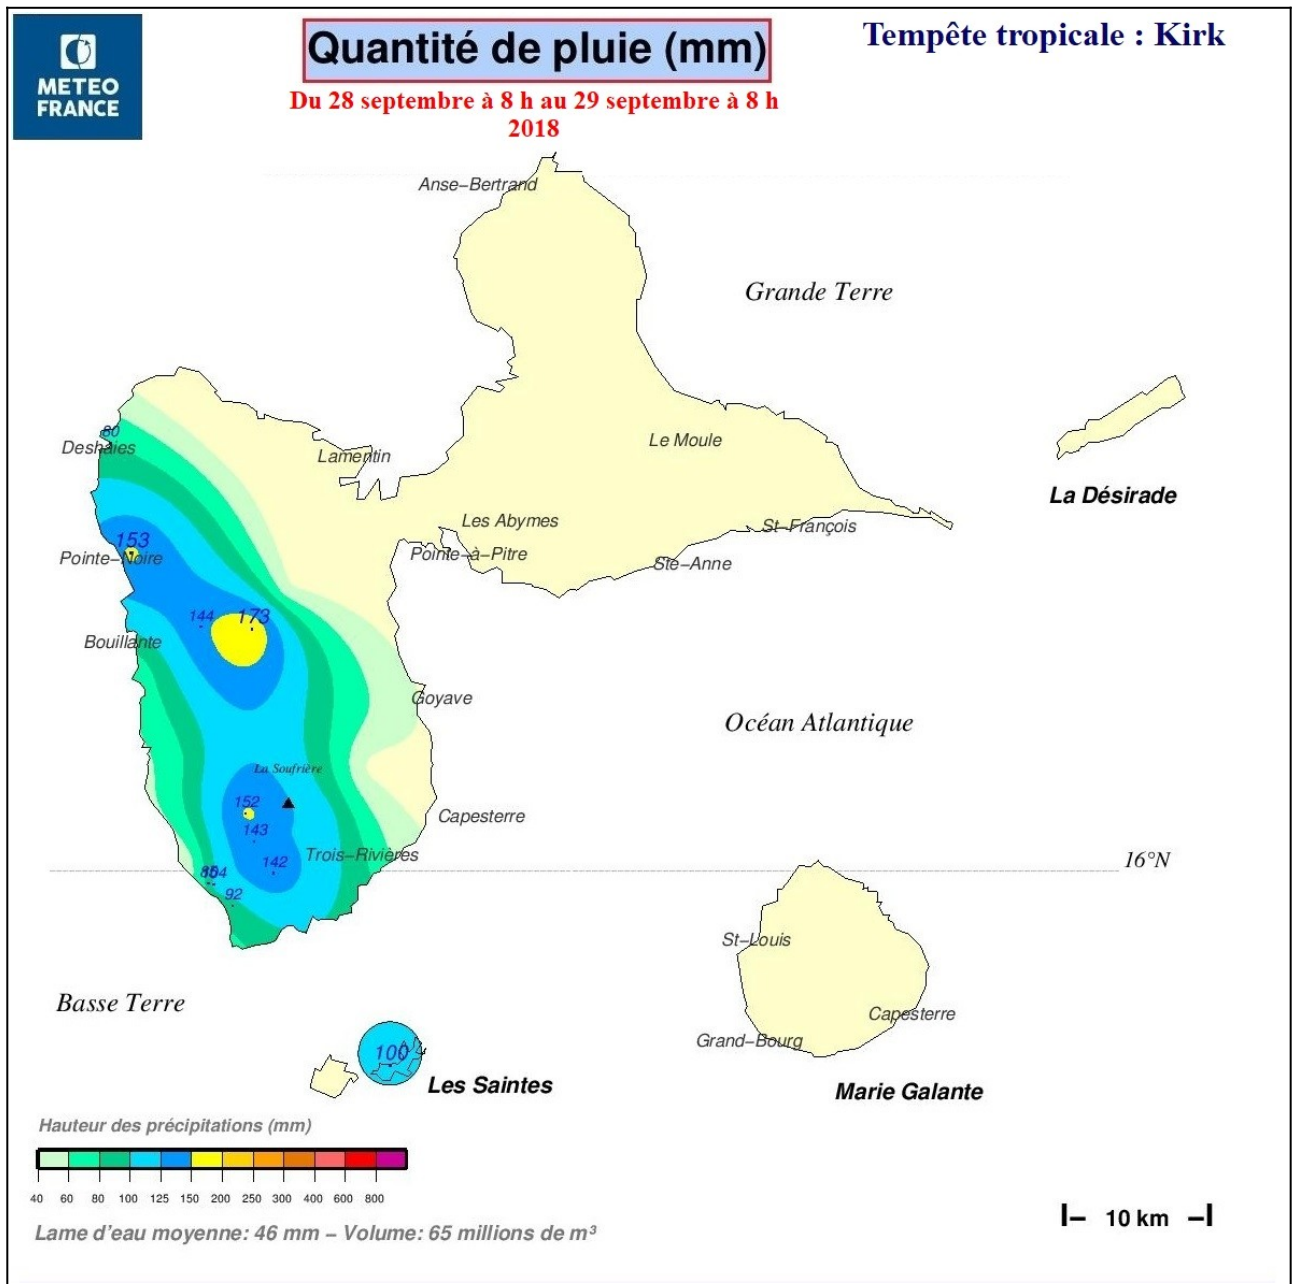 METEO
FRANCE
Quantité de pluie (mm)
Tempête tropicale : Kirk
Du 28 septembre à 8 h au 29 septembre à 8 h
2018
Anse–Bertrand
Grande Terre
Le Moule
La Désirade
80
Deshaies
Lamentin
Les Abymes
St–François
153
Pointe–Noire
Pointe–à–Pitre
Ste–Anne
144
173
Bouillante
Goyave
Océan Atlantique
La Soufrière
152
Capesterre
143
142
Trois–Rivières
16°N
104
92
St–Louis
Basse Terre
Capesterre
Grand–Bourg
100
Les Saintes
Marie Galante
Hauteur des précipitations (mm)
40 60 80 100 125 150 200 250 300 400 600 800
10 km
Lame d'eau moyenne: 46 mm – Volume: 65 millions de m³